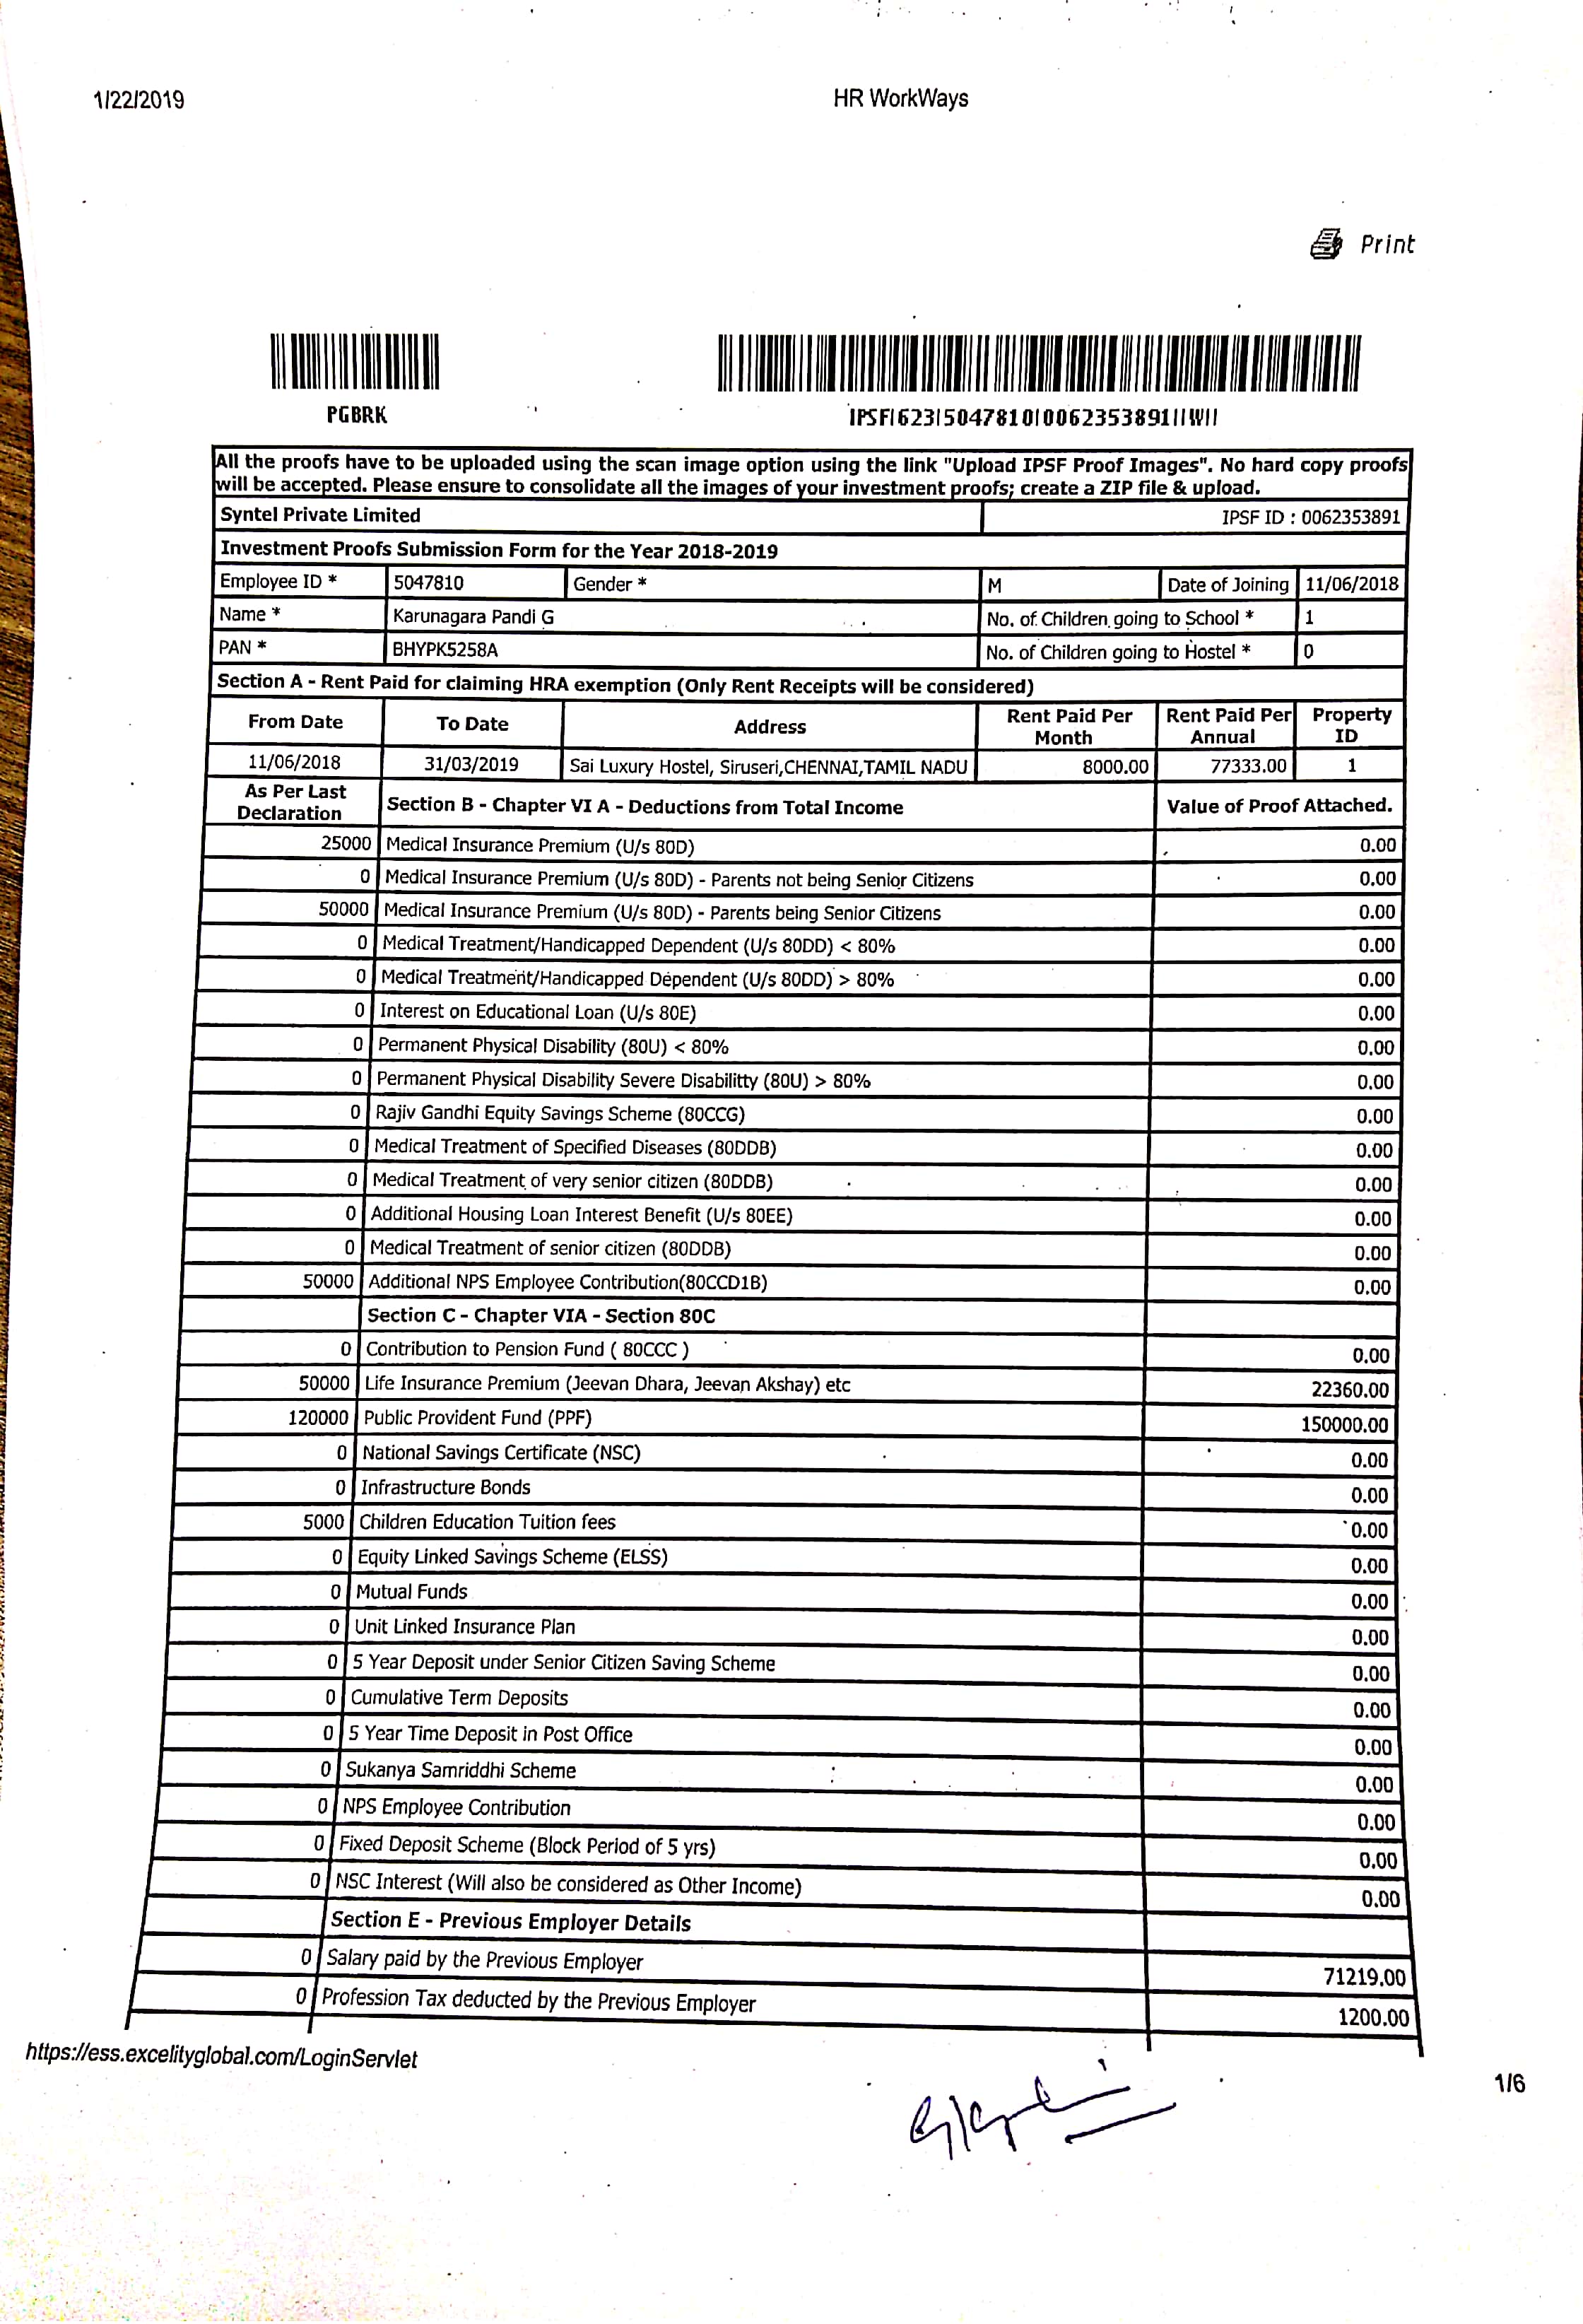 1/22/2019 HR WorkWays
Print
PGBRK IPSF|623|5047810|0062353891||W||
All the proofs have to be uploaded using the scan image option using the link "Upload IPSF Proof Images". No hard copy proofs
will be accepted. Please ensure to consolidate all the images of your investment proofs; create a ZIP file & upload.
Syntel Private Limited IPSF ID : 0062353891
Investment Proofs Submission Form for the Year 2018-2019
Employee ID * 5047810 Gender * M Date of Joining 11/06/2018
Name * Karunagara Pandi G No. of Children going to School * 1
PAN * BHYPK5258A No. of Children going to Hostel * 0
Section A - Rent Paid for claiming HRA exemption (Only Rent Receipts will be considered)
From Date To Date Address Rent Paid Per Month Rent Paid Per Annual Property ID
11/06/2018 31/03/2019 Sai Luxury Hostel, Siruseri,CHENNAI,TAMIL NADU 8000.00 77333.00 1
As Per Last Declaration Section B - Chapter VI A - Deductions from Total Income Value of Proof Attached.
25000 Medical Insurance Premium (U/s 80D) 0.00
0 Medical Insurance Premium (U/s 80D) - Parents not being Senior Citizens 0.00
50000 Medical Insurance Premium (U/s 80D) - Parents being Senior Citizens 0.00
0 Medical Treatment/Handicapped Dependent (U/s 80DD) < 80% 0.00
0 Medical Treatment/Handicapped Dependent (U/s 80DD) > 80% 0.00
0 Interest on Educational Loan (U/s 80E) 0.00
0 Permanent Physical Disability (80U) < 80% 0.00
0 Permanent Physical Disability Severe Disabilitty (80U) > 80% 0.00
0 Rajiv Gandhi Equity Savings Scheme (80CCG) 0.00
0 Medical Treatment of Specified Diseases (80DDB) 0.00
0 Medical Treatment of very senior citizen (80DDB) 0.00
0 Additional Housing Loan Interest Benefit (U/s 80EE) 0.00
0 Medical Treatment of senior citizen (80DDB) 0.00
50000 Additional NPS Employee Contribution(80CCD1B) 0.00
Section C - Chapter VIA - Section 80C
0 Contribution to Pension Fund ( 80CCC ) 0.00
50000 Life Insurance Premium (Jeevan Dhara, Jeevan Akshay) etc 22360.00
120000 Public Provident Fund (PPF) 150000.00
0 National Savings Certificate (NSC) 0.00
0 Infrastructure Bonds 0.00
5000 Children Education Tuition fees 0.00
0 Equity Linked Savings Scheme (ELSS) 0.00
0 Mutual Funds 0.00
0 Unit Linked Insurance Plan 0.00
0 5 Year Deposit under Senior Citizen Saving Scheme 0.00
0 Cumulative Term Deposits 0.00
0 5 Year Time Deposit in Post Office 0.00
0 Sukanya Samriddhi Scheme 0.00
0 NPS Employee Contribution 0.00
0 Fixed Deposit Scheme (Block Period of 5 yrs) 0.00
0 NSC Interest (Will also be considered as Other Income) 0.00
Section E - Previous Employer Details
0 Salary paid by the Previous Employer 71219.00
0 Profession Tax deducted by the Previous Employer 1200.00
https://ess.excelityglobal.com/LoginServlet
1/6